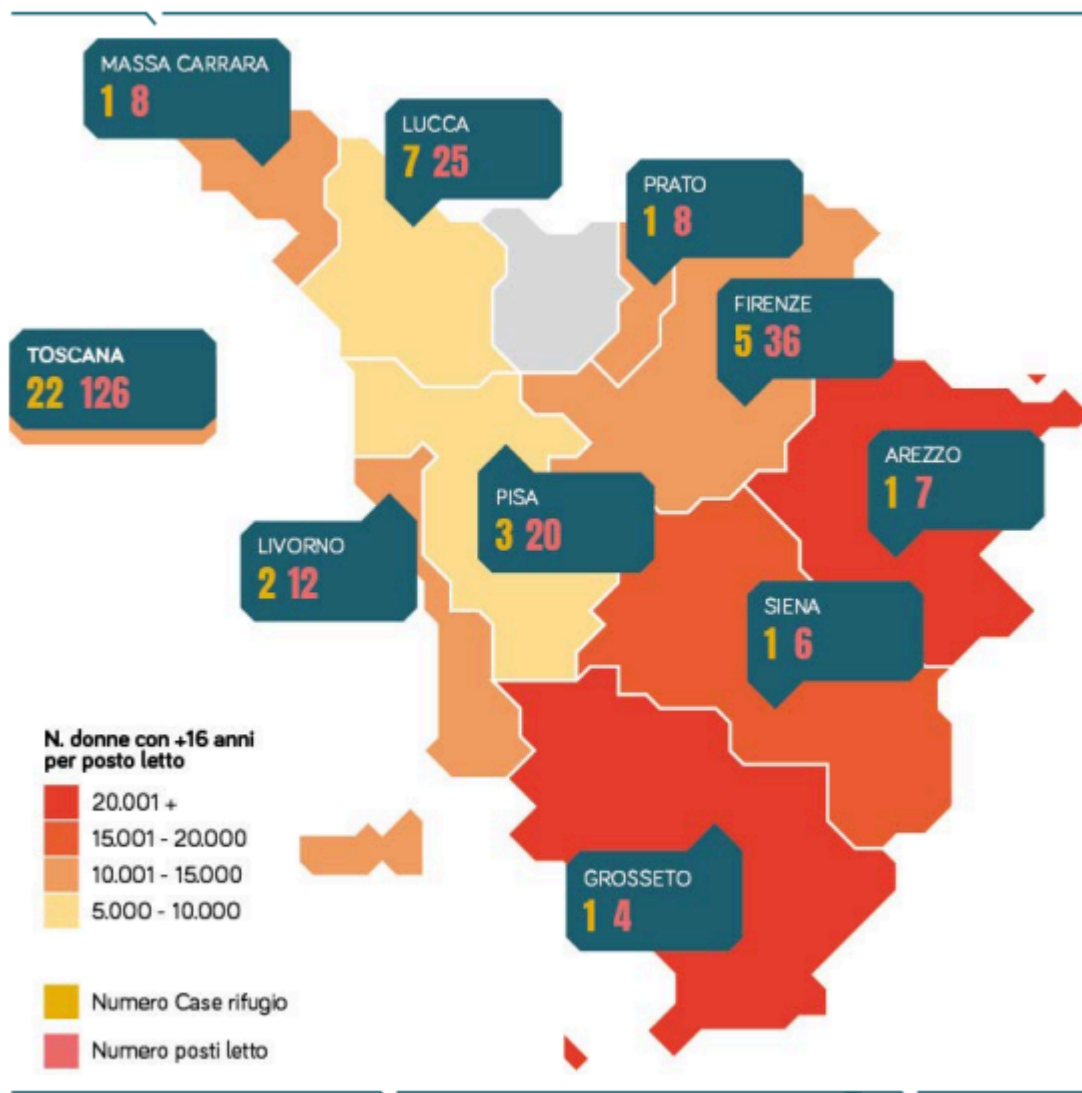 MASSA CARRARA
1 8
LUCCA
7 25
PRATO
1 8
FIRENZE
5 36
TOSCANA
22 126
AREZZO
1 7
PISA
3 20
LIVORNO
2 12
SIENA
1 6
GROSSETO
1 4
N. donne con +16 anni
per posto letto
20.001 +
15.001 - 20.000
10.001 - 15.000
5.000 - 10.000
Numero Case rifugio
Numero posti letto